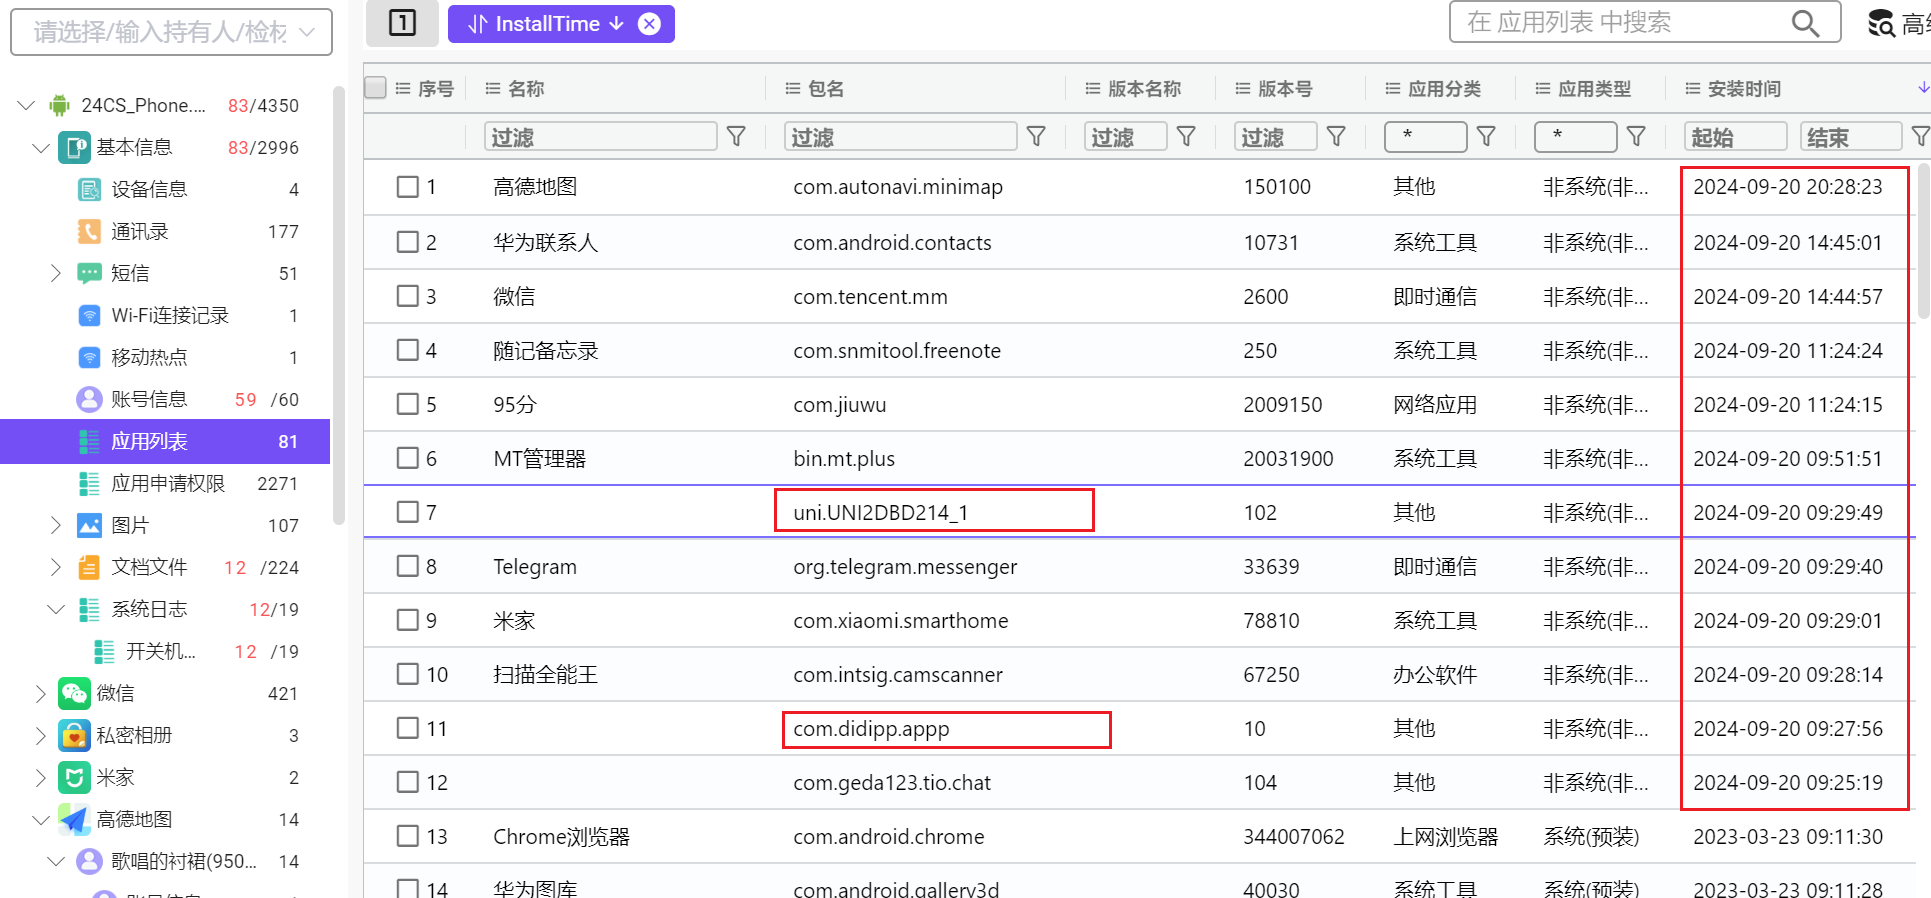 请选择/输入持有人/检材
1
InstallTime
在 应用列表 中搜索
24CS_Phone.... 83/4350
基本信息 83/2996
设备信息 4
通讯录 177
短信 51
Wi-Fi连接记录 1
移动热点 1
账号信息 59 /60
应用列表 81
应用申请权限 2271
图片 107
文档文件 12 /224
系统日志 12/19
开关机... 12 /19
微信 421
私密相册 3
米家 2
高德地图 14
歌唱的衬裙(950... 14
序号 名称 包名 版本名称 版本号 应用分类 应用类型 安装时间
过滤 过滤 过滤 过滤 * * 起始 结束
1 高德地图 com.autonavi.minimap 150100 其他 非系统(非... 2024-09-20 20:28:23
2 华为联系人 com.android.contacts 10731 系统工具 非系统(非... 2024-09-20 14:45:01
3 微信 com.tencent.mm 2600 即时通信 非系统(非... 2024-09-20 14:44:57
4 随记备忘录 com.snmitool.freenote 250 系统工具 非系统(非... 2024-09-20 11:24:24
5 95分 com.jiuwu 2009150 网络应用 非系统(非... 2024-09-20 11:24:15
6 MT管理器 bin.mt.plus 20031900 系统工具 非系统(非... 2024-09-20 09:51:51
7 uni.UNI2DBD214_1 102 其他 非系统(非... 2024-09-20 09:29:49
8 Telegram org.telegram.messenger 33639 即时通信 非系统(非... 2024-09-20 09:29:40
9 米家 com.xiaomi.smarthome 78810 系统工具 非系统(非... 2024-09-20 09:29:01
10 扫描全能王 com.intsig.camscanner 67250 办公软件 非系统(非... 2024-09-20 09:28:14
11 com.didipp.appp 10 其他 非系统(非... 2024-09-20 09:27:56
12 com.geda123.tio.chat 104 其他 非系统(非... 2024-09-20 09:25:19
13 Chrome浏览器 com.android.chrome 344007062 上网浏览器 系统(预装) 2023-03-23 09:11:30
14 华为图库 com.android.gallery3d 40030 系统工具 系统(预装) 2023-03-23 09:11:28